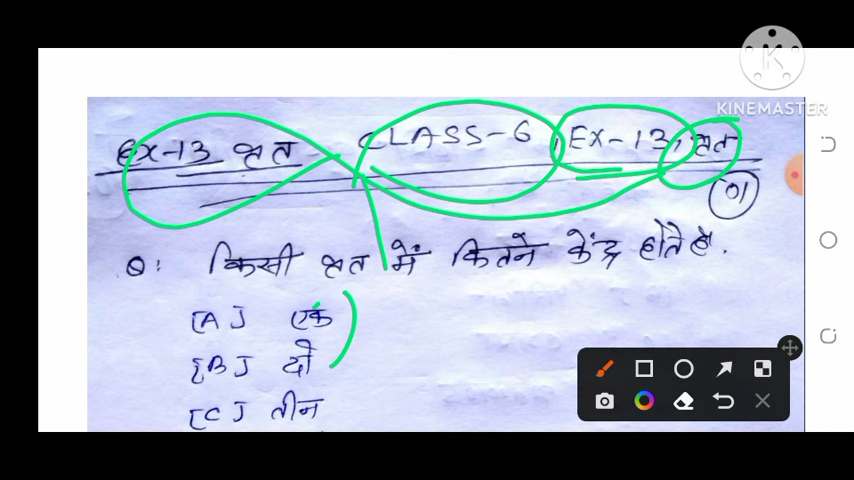 KINEMASTER
EX-13 वृत CLASS-6, EX-13, वृत
01
Q: किसी वृत में कितने केंद्र होते है.
[A] एक
[B] दो
[C] तीन